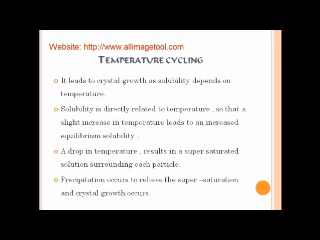 Website: http://www.allimagetool.com
TEMPERATURE CYCLING
It leads to crystal growth as solubility depends on
temperature.
Solubility is directly related to temperature , so that a
slight increase in temperature leads to an increased
equilibrium solubility .
A drop in temperature , results in a super saturated
solution surrounding each particle.
Precipitation occurs to relieve the super –saturation
and crystal growth occurs.